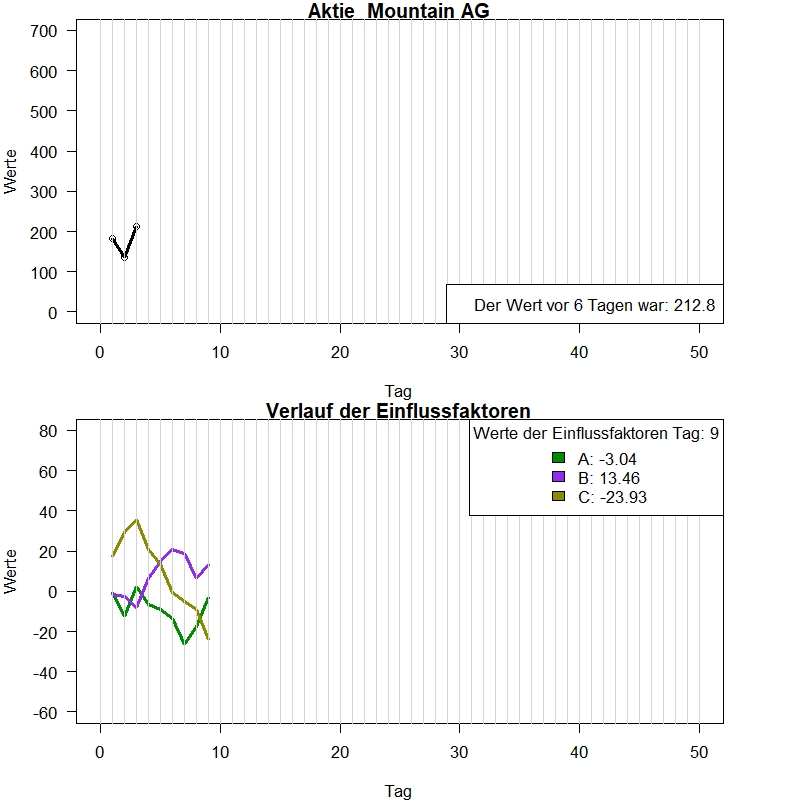 Aktie  Mountain AG
700
600
500
400
300
200
100
0
Werte
Der Wert vor 6 Tagen war: 212.8
0 10 20 30 40 50
Tag
Verlauf der Einflussfaktoren
80
60
40
20
0
-20
-40
-60
Werte
Werte der Einflussfaktoren Tag: 9
A: -3.04
B: 13.46
C: -23.93
0 10 20 30 40 50
Tag